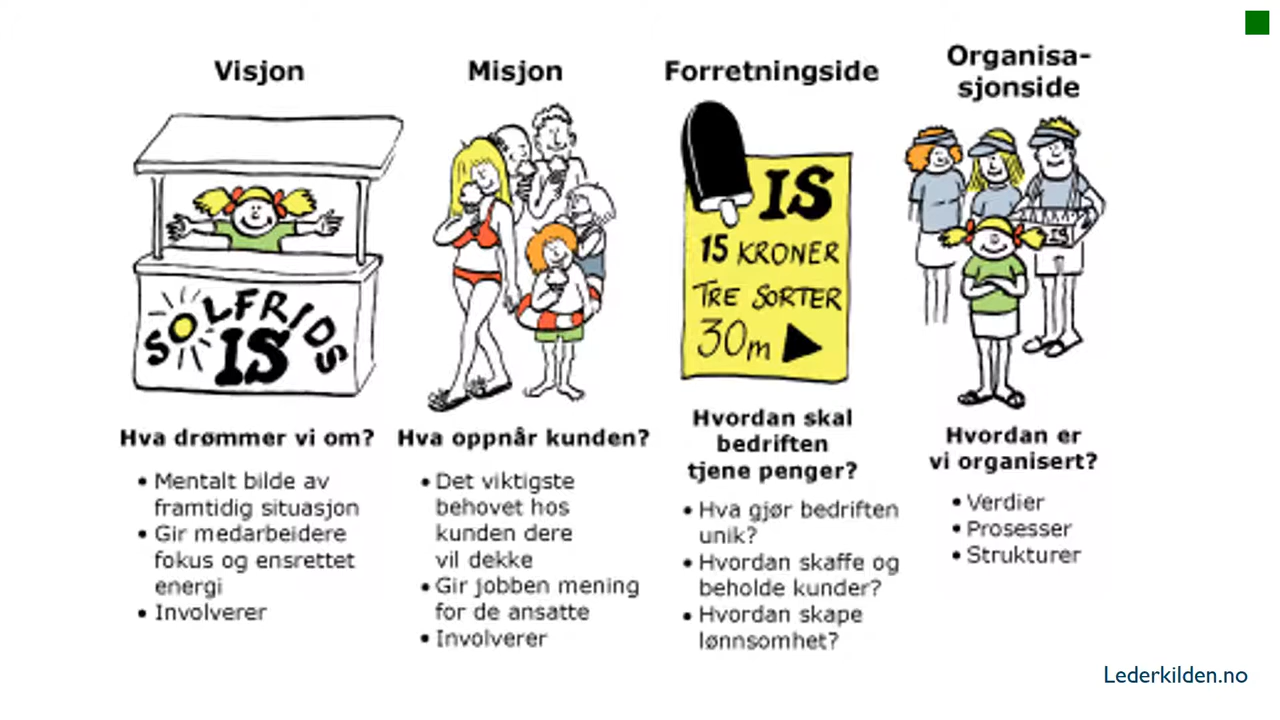 Visjon
SOLFRIDS
IS
Hva drømmer vi om?
• Mentalt bilde av
framtidig situasjon
• Gir medarbeidere
fokus og ensrettet
energi
• Involverer
Misjon
Hva oppnår kunden?
• Det viktigste
behovet hos
kunden dere
vil dekke
• Gir jobben mening
for de ansatte
• Involverer
Forretningside
IS
15 KRONER
TRE SORTER
30m
Hvordan skal
bedriften
tjene penger?
• Hva gjør bedriften
unik?
• Hvordan skaffe og
beholde kunder?
• Hvordan skape
lønnsomhet?
Organisa-
sjonside
IS
Hvordan er
vi organisert?
• Verdier
• Prosesser
• Strukturer
Lederkilden.no